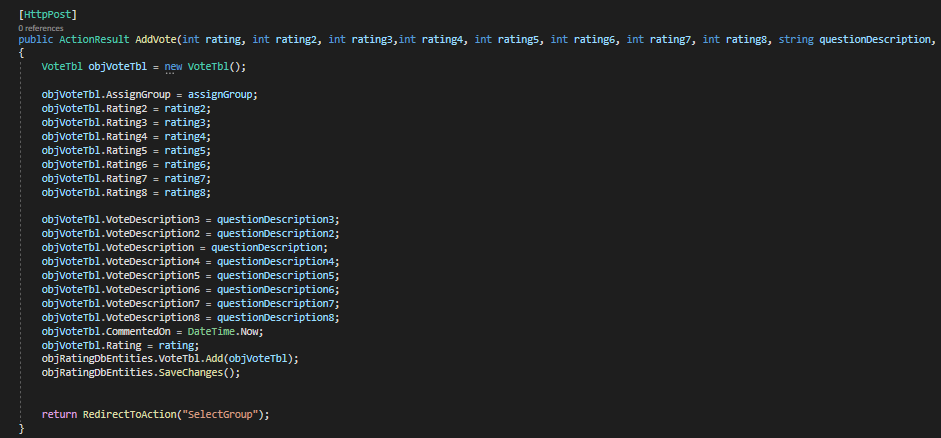 [HttpPost]
0 references
public ActionResult AddVote(int rating, int rating2, int rating3,int rating4, int rating5, int rating6, int rating7, int rating8, string questionDescription,
{
VoteTbl objVoteTbl = new VoteTbl();
objVoteTbl.AssignGroup = assignGroup;
objVoteTbl.Rating2 = rating2;
objVoteTbl.Rating3 = rating3;
objVoteTbl.Rating4 = rating4;
objVoteTbl.Rating5 = rating5;
objVoteTbl.Rating6 = rating6;
objVoteTbl.Rating7 = rating7;
objVoteTbl.Rating8 = rating8;
objVoteTbl.VoteDescription3 = questionDescription3;
objVoteTbl.VoteDescription2 = questionDescription2;
objVoteTbl.VoteDescription = questionDescription;
objVoteTbl.VoteDescription4 = questionDescription4;
objVoteTbl.VoteDescription5 = questionDescription5;
objVoteTbl.VoteDescription6 = questionDescription6;
objVoteTbl.VoteDescription7 = questionDescription7;
objVoteTbl.VoteDescription8 = questionDescription8;
objVoteTbl.CommentedOn = DateTime.Now;
objVoteTbl.Rating = rating;
objRatingDbEntities.VoteTbl.Add(objVoteTbl);
objRatingDbEntities.SaveChanges();
return RedirectToAction("SelectGroup");
}